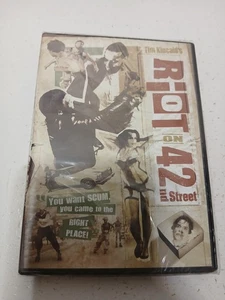 Tim Kincaid's
RiOT
ON
42
nd
Street
You want SCUM,
you came to the
RIGHT
PLACE!